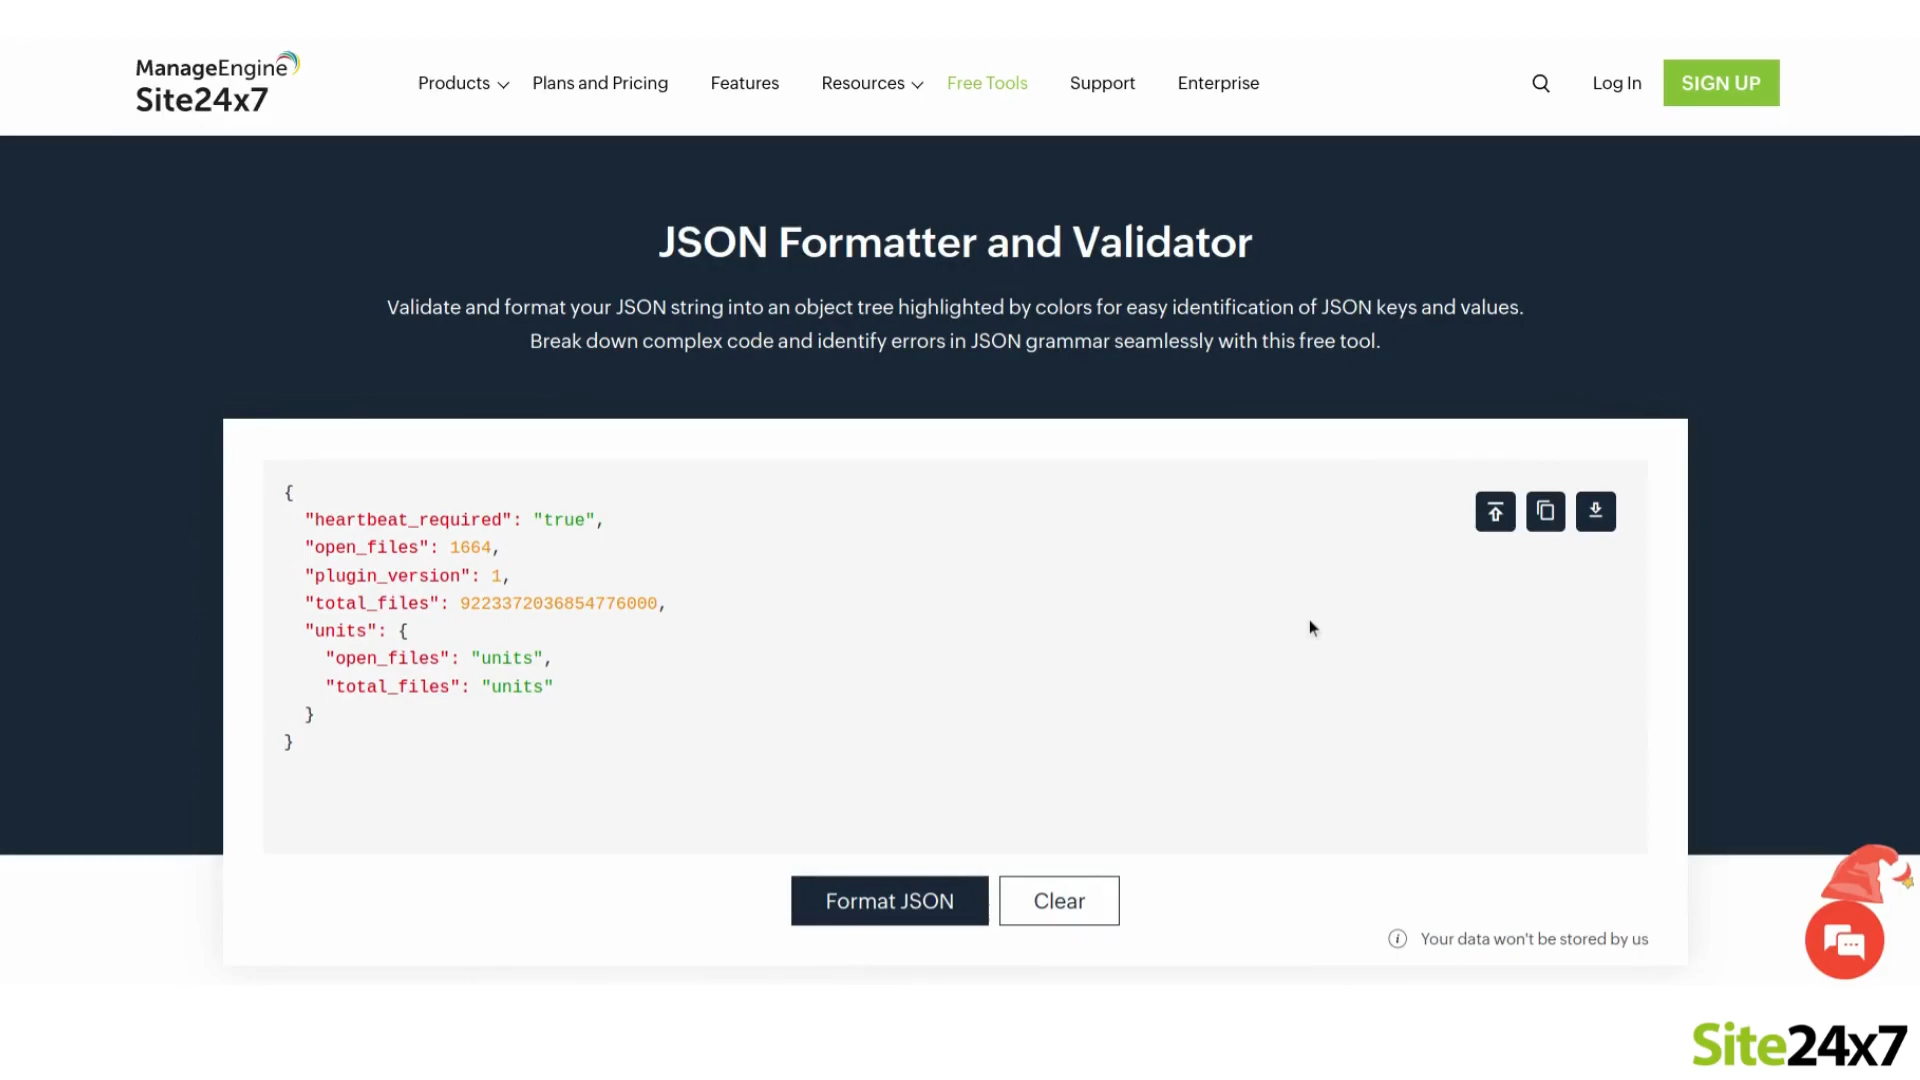 ManageEngine
Site24x7
Products Plans and Pricing Features Resources Free Tools Support Enterprise Log In SIGN UP
JSON Formatter and Validator
Validate and format your JSON string into an object tree highlighted by colors for easy identification of JSON keys and values.
Break down complex code and identify errors in JSON grammar seamlessly with this free tool.
{
  "heartbeat_required": "true",
  "open_files": 1664,
  "plugin_version": 1,
  "total_files": 9223372036854776000,
  "units": {
    "open_files": "units",
    "total_files": "units"
  }
}
Format JSON Clear
Your data won't be stored by us
Site24x7